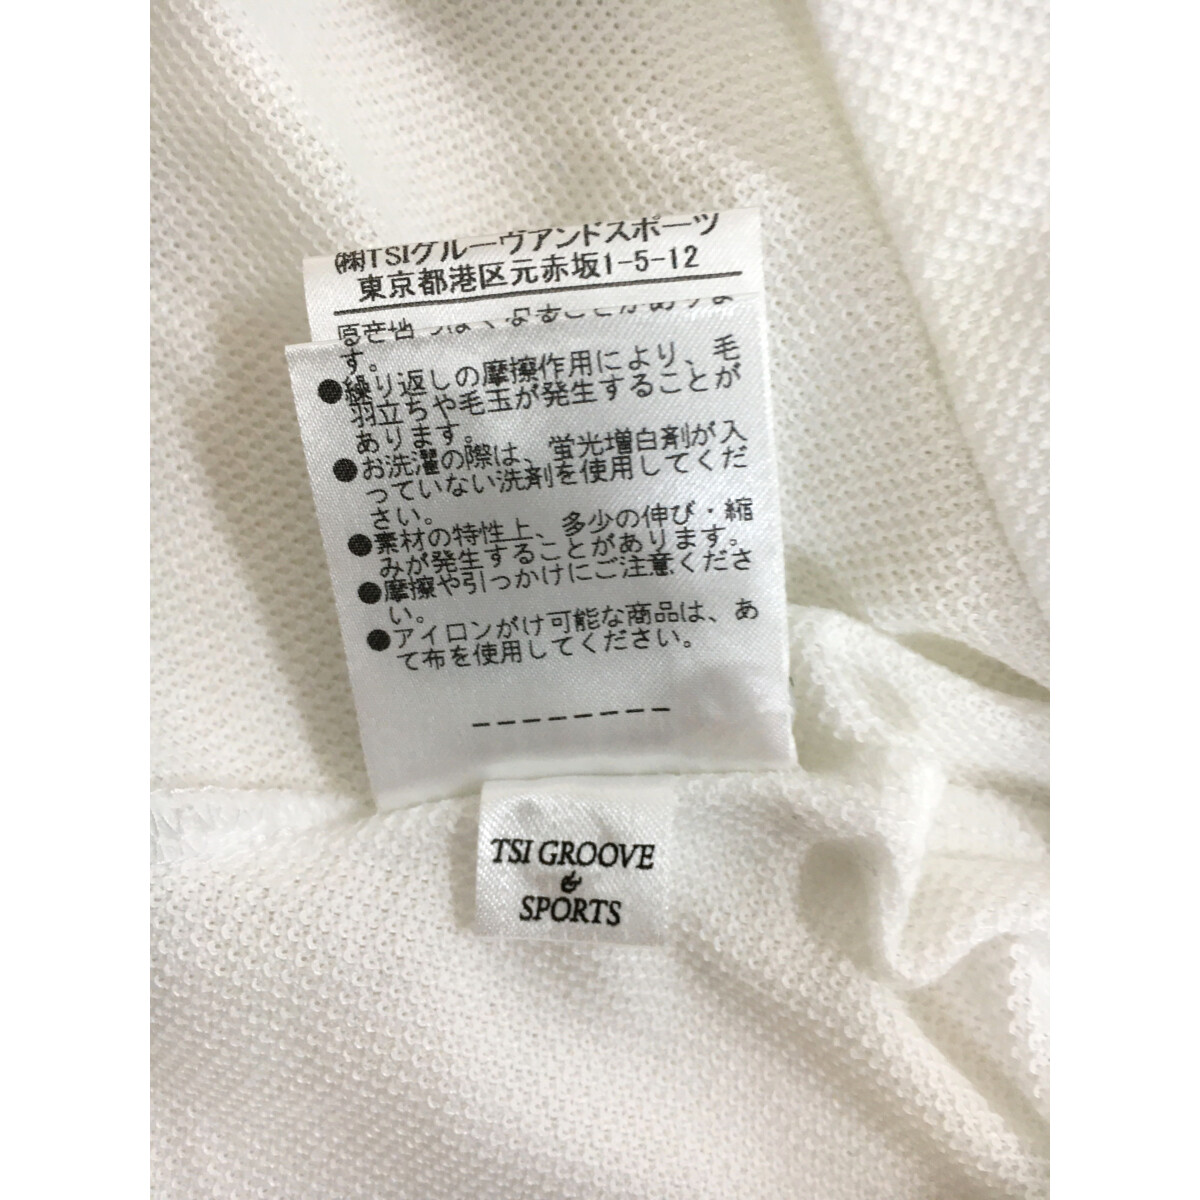 ㈱TSIグルーヴアンドスポーツ
東京都港区元赤坂1-5-12
なることがありま
す。
●繰り返しの摩擦作用により、毛
羽立ちや毛玉が発生することが
あります。
●お洗濯の際は、蛍光増白剤が入
っていない洗剤を使用してくだ
さい。
●素材の特性上、多少の伸び・縮
みが発生することがあります。
●摩擦や引っかけにご注意くださ
い。
●アイロンがけ可能な商品は、あ
て布を使用してください。
--------
TSI GROOVE
&
SPORTS